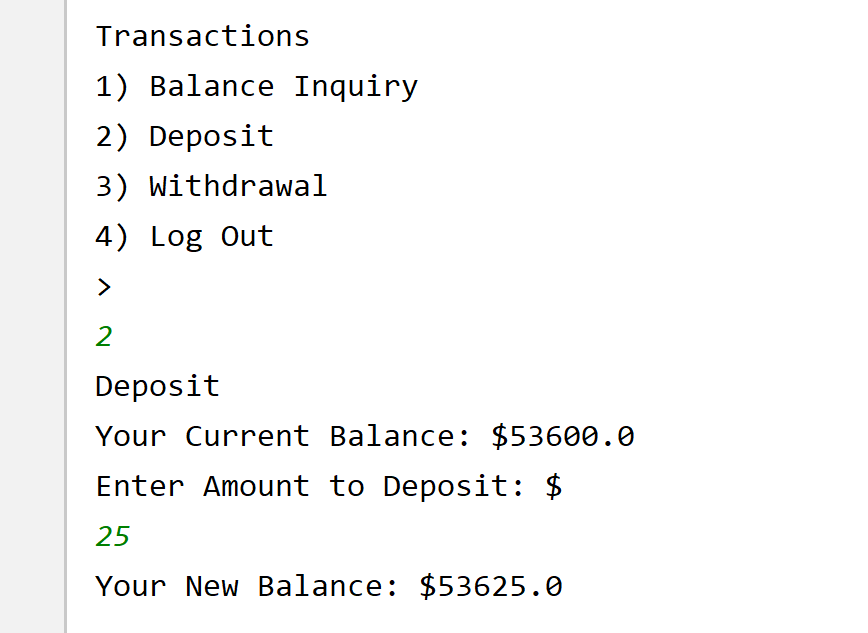 Transactions
1) Balance Inquiry
2) Deposit
3) Withdrawal
4) Log Out
>
2
Deposit
Your Current Balance: $53600.0
Enter Amount to Deposit: $
25
Your New Balance: $53625.0